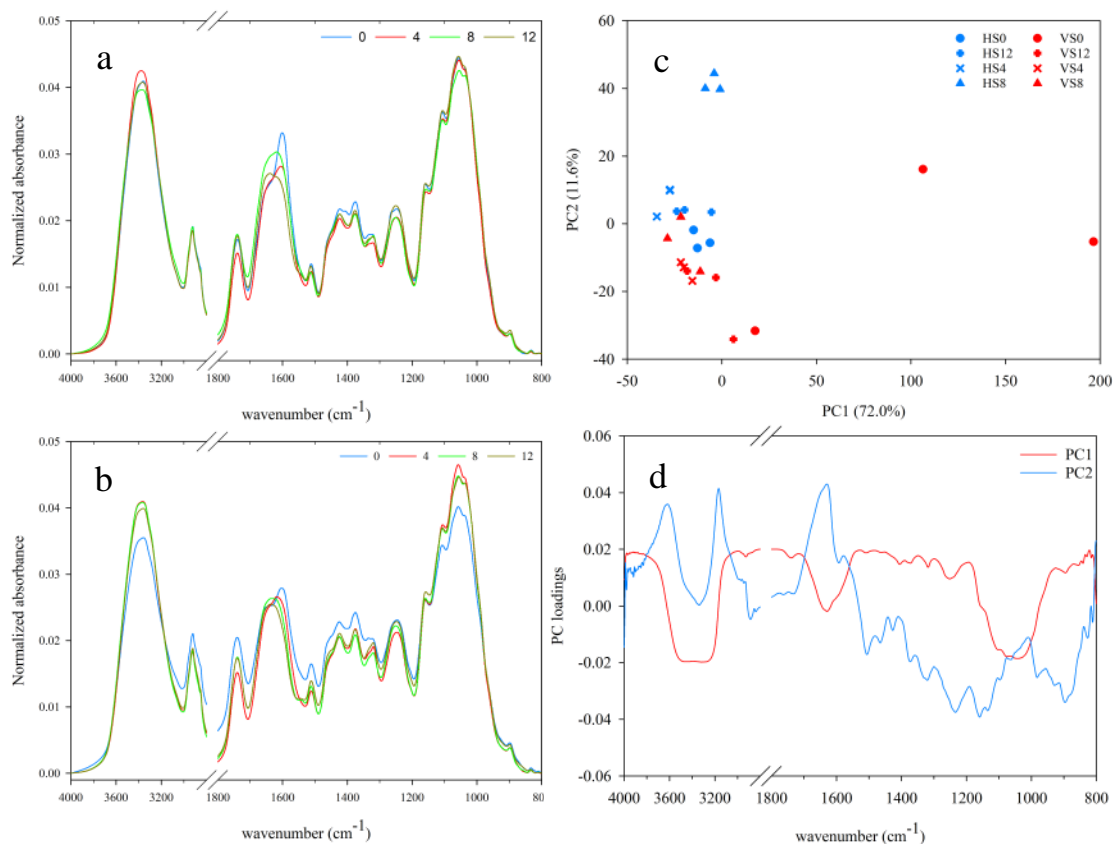 a
0 4 8 12
0.05
0.04
0.03
0.02
0.01
0.00
Normalized absorbance
4000 3600 3200 1800 1600 1400 1200 1000 800
wavenumber (cm-1)
c
HS0 VS0
HS12 VS12
HS4 VS4
HS8 VS8
60
40
20
0
-20
-40
PC2 (11.6%)
-50 0 50 100 150 200
PC1 (72.0%)
b
0 4 8 12
0.05
0.04
0.03
0.02
0.01
0.00
Normalized absorbance
4000 3600 3200 1800 1600 1400 1200 1000 80
wavenumber (cm-1)
d
PC1
PC2
0.06
0.04
0.02
0.00
-0.02
-0.04
-0.06
PC loadings
4000 3600 3200 1800 1600 1400 1200 1000 800
wavenumber (cm-1)